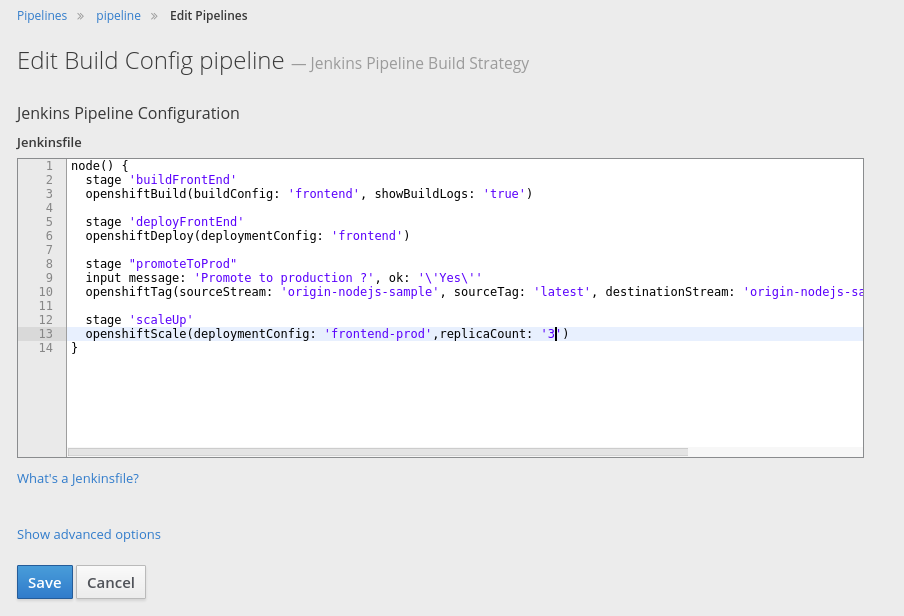 Pipelines » pipeline » Edit Pipelines
Edit Build Config pipeline — Jenkins Pipeline Build Strategy
Jenkins Pipeline Configuration
Jenkinsfile
1 node() {
2   stage 'buildFrontEnd'
3   openshiftBuild(buildConfig: 'frontend', showBuildLogs: 'true')
4
5   stage 'deployFrontEnd'
6   openshiftDeploy(deploymentConfig: 'frontend')
7
8   stage "promoteToProd"
9   input message: 'Promote to production ?', ok: '\'Yes\''
10   openshiftTag(sourceStream: 'origin-nodejs-sample', sourceTag: 'latest', destinationStream: 'origin-nodejs-sa
11
12   stage 'scaleUp'
13   openshiftScale(deploymentConfig: 'frontend-prod',replicaCount: '3')
14 }
What's a Jenkinsfile?
Show advanced options
Save Cancel